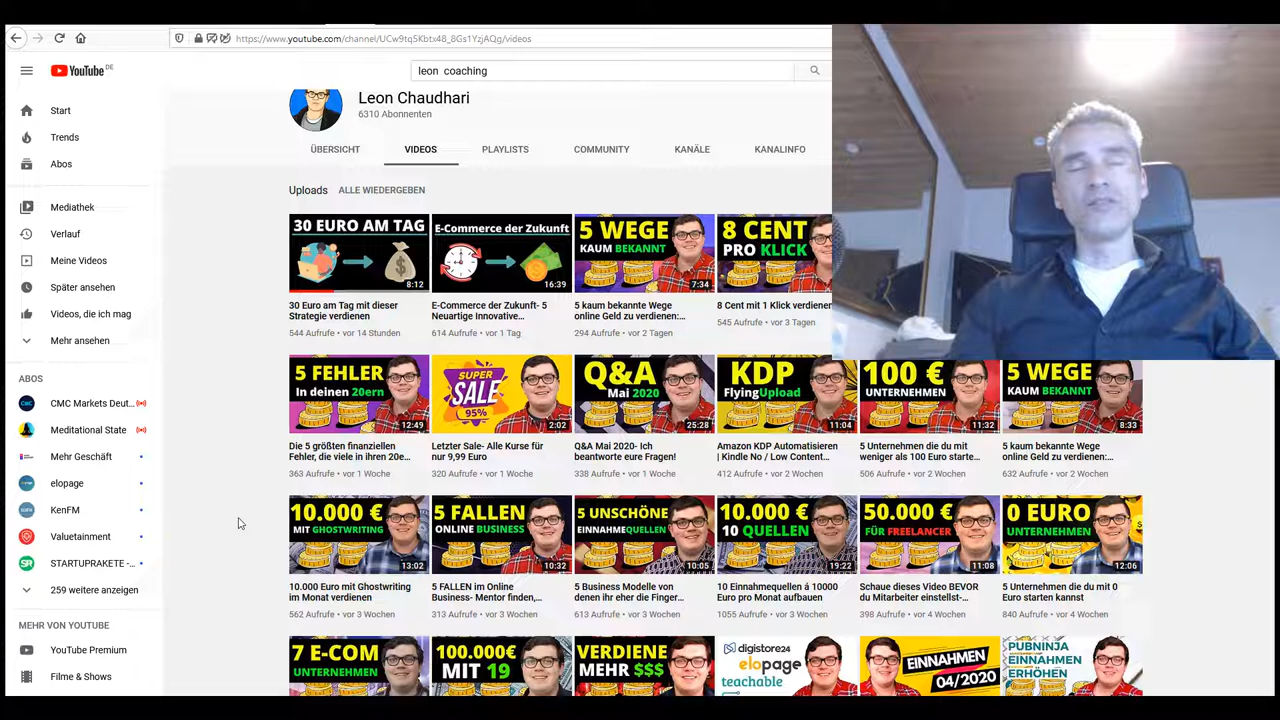 https://www.youtube.com/channel/UCw9tq5Kbtx48_8Gs1YzjAQg/videos
YouTube DE
leon coaching
Leon Chaudhari
6310 Abonnenten
ÜBERSICHT
VIDEOS
PLAYLISTS
COMMUNITY
KANÄLE
KANALINFO
Start
Trends
Abos
Mediathek
Verlauf
Meine Videos
Später ansehen
Videos, die ich mag
Mehr ansehen
ABOS
CMC Markets Deut...
Meditational State
Mehr Geschäft
elopage
KenFM
Valuetainment
STARTUPRAKETE -...
259 weitere anzeigen
MEHR VON YOUTUBE
YouTube Premium
Filme & Shows
Uploads
ALLE WIEDERGEBEN
30 EURO AM TAG
8:12
30 Euro am Tag mit dieser
Strategie verdienen
544 Aufrufe • vor 14 Stunden
E-Commerce der Zukunft
16:39
E-Commerce der Zukunft- 5
Neuartige Innovative...
614 Aufrufe • vor 1 Tag
5 WEGE
KAUM BEKANNT
7:34
5 kaum bekannte Wege
online Geld zu verdienen:...
294 Aufrufe • vor 2 Tagen
8 CENT
PRO KLICK
8 Cent mit 1 Klick verdienen
545 Aufrufe • vor 3 Tagen
5 FEHLER
In deinen 20ern
12:49
Die 5 größten finanziellen
Fehler, die viele in ihren 20e...
363 Aufrufe • vor 1 Woche
SUPER
SALE
95%
2:02
Letzter Sale- Alle Kurse für
nur 9,99 Euro
320 Aufrufe • vor 1 Woche
Q&A
Mai 2020
25:28
Q&A Mai 2020- Ich
beantworte eure Fragen!
338 Aufrufe • vor 1 Woche
KDP
FlyingUpload
11:04
Amazon KDP Automatisieren
| Kindle No / Low Content...
412 Aufrufe • vor 2 Wochen
100 €
UNTERNEHMEN
11:32
5 Unternehmen die du mit
weniger als 100 Euro starte...
506 Aufrufe • vor 2 Wochen
5 WEGE
KAUM BEKANNT
8:33
5 kaum bekannte Wege
online Geld zu verdienen:...
632 Aufrufe • vor 2 Wochen
10.000 €
MIT GHOSTWRITING
13:02
10.000 Euro mit Ghostwriting
im Monat verdienen
562 Aufrufe • vor 3 Wochen
5 FALLEN
ONLINE BUSINESS
10:32
5 FALLEN im Online
Business- Mentor finden,...
313 Aufrufe • vor 3 Wochen
5 UNSCHÖNE
EINNAHMEQUELLEN
10:05
5 Business Modelle von
denen ihr eher die Finger...
613 Aufrufe • vor 3 Wochen
10.000 €
10 QUELLEN
19:22
10 Einnahmequellen á 10000
Euro pro Monat aufbauen
1055 Aufrufe • vor 3 Wochen
50.000 €
FÜR FREELANCER
11:08
Schaue dieses Video BEVOR
du Mitarbeiter einstellst-...
398 Aufrufe • vor 4 Wochen
0 EURO
UNTERNEHMEN
12:06
5 Unternehmen die du mit 0
Euro starten kannst
840 Aufrufe • vor 4 Wochen
7 E-COM
UNTERNEHMEN
100.000€
MIT 19
VERDIENE
MEHR $$$
digistore24
elopage
teachable
EINNAHMEN
04/2020
PUBNINJA
EINNAHMEN
ERHÖHEN